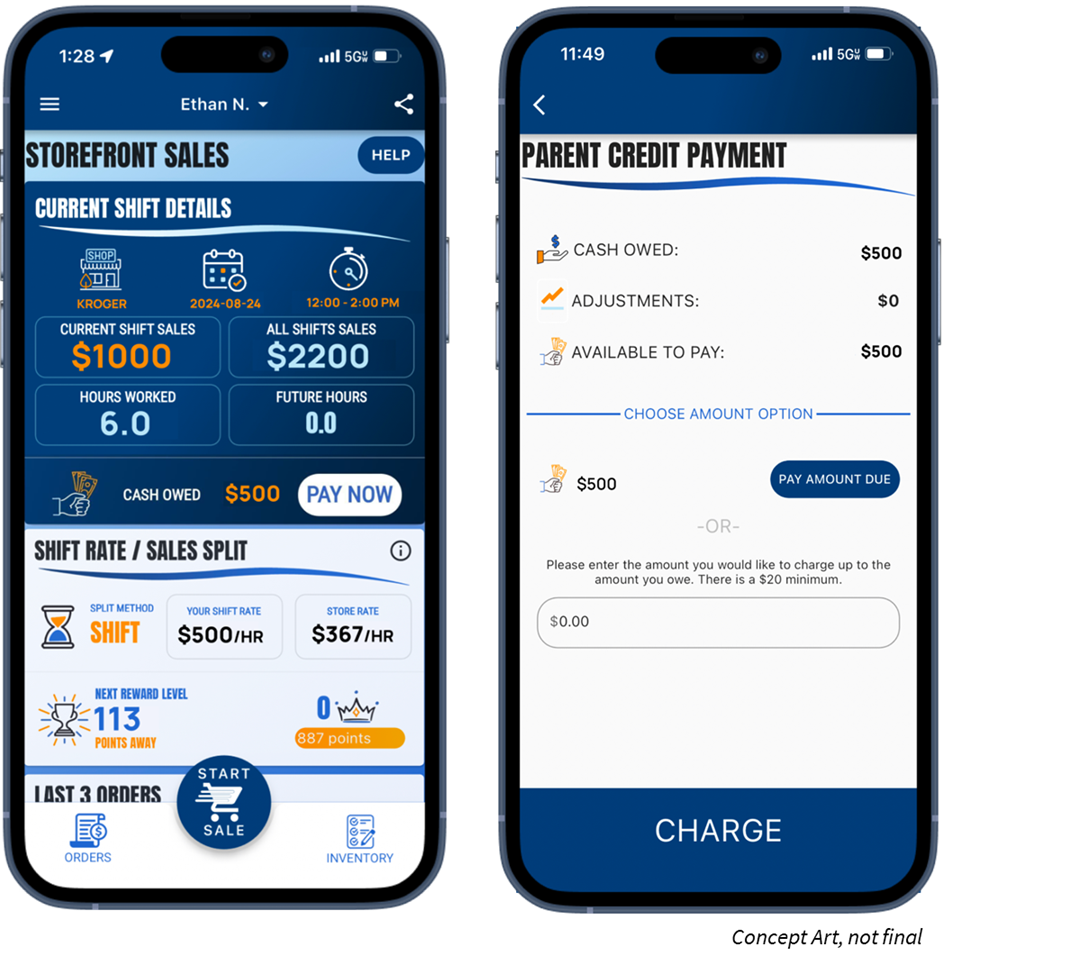 1:28
5G UW
Ethan N.
STOREFRONT SALES
HELP
CURRENT SHIFT DETAILS
SHOP
KROGER
2024-08-24
12:00 - 2:00 PM
CURRENT SHIFT SALES
$1000
ALL SHIFTS SALES
$2200
HOURS WORKED
6.0
FUTURE HOURS
0.0
CASH OWED
$500
PAY NOW
SHIFT RATE / SALES SPLIT
SPLIT METHOD
SHIFT
YOUR SHIFT RATE
$500/HR
STORE RATE
$367/HR
NEXT REWARD LEVEL
113
POINTS AWAY
0
887 points
LAST 3 ORDERS
START
SALE
ORDERS
INVENTORY
11:49
5G UW
PARENT CREDIT PAYMENT
CASH OWED:
$500
ADJUSTMENTS:
$0
AVAILABLE TO PAY:
$500
CHOOSE AMOUNT OPTION
$500
PAY AMOUNT DUE
-OR-
Please enter the amount you would like to charge up to the
amount you owe. There is a $20 minimum.
$0.00
CHARGE
Concept Art, not final